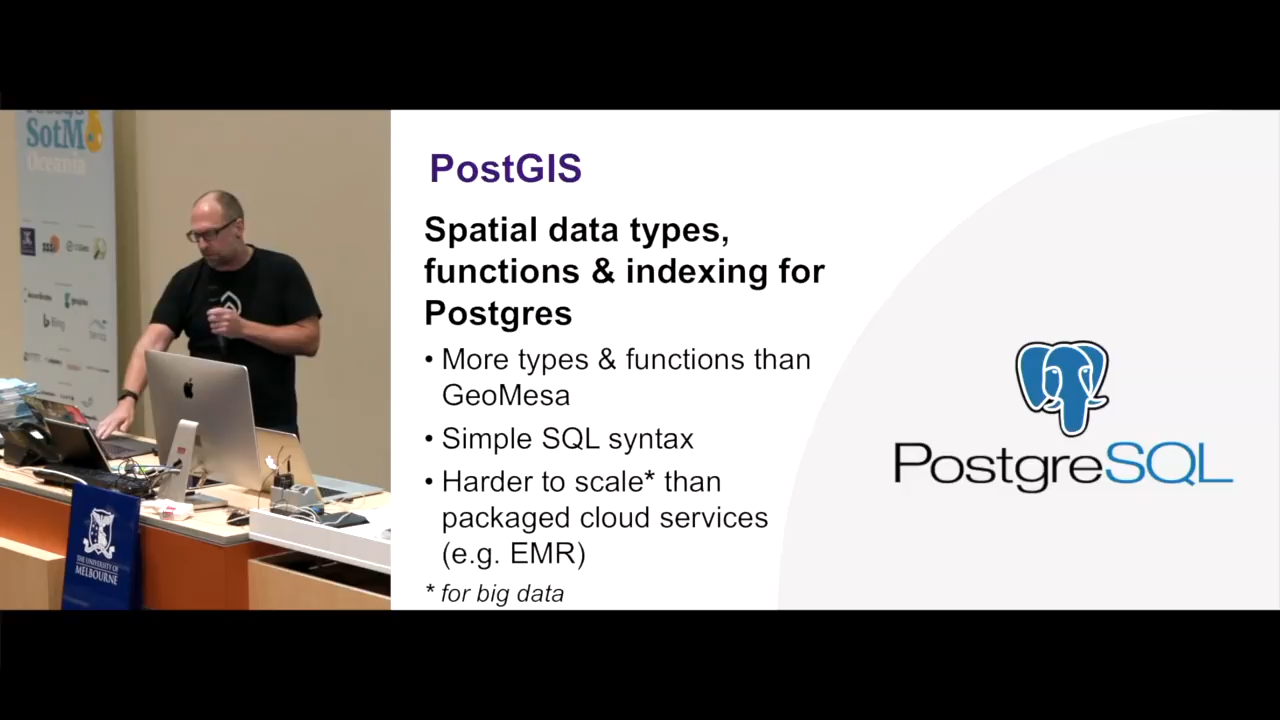 SotM
Oceania
Bing
THE UNIVERSITY OF
MELBOURNE
PostGIS
Spatial data types,
functions & indexing for
Postgres
• More types & functions than
GeoMesa
• Simple SQL syntax
• Harder to scale* than
packaged cloud services
(e.g. EMR)
* for big data
PostgreSQL